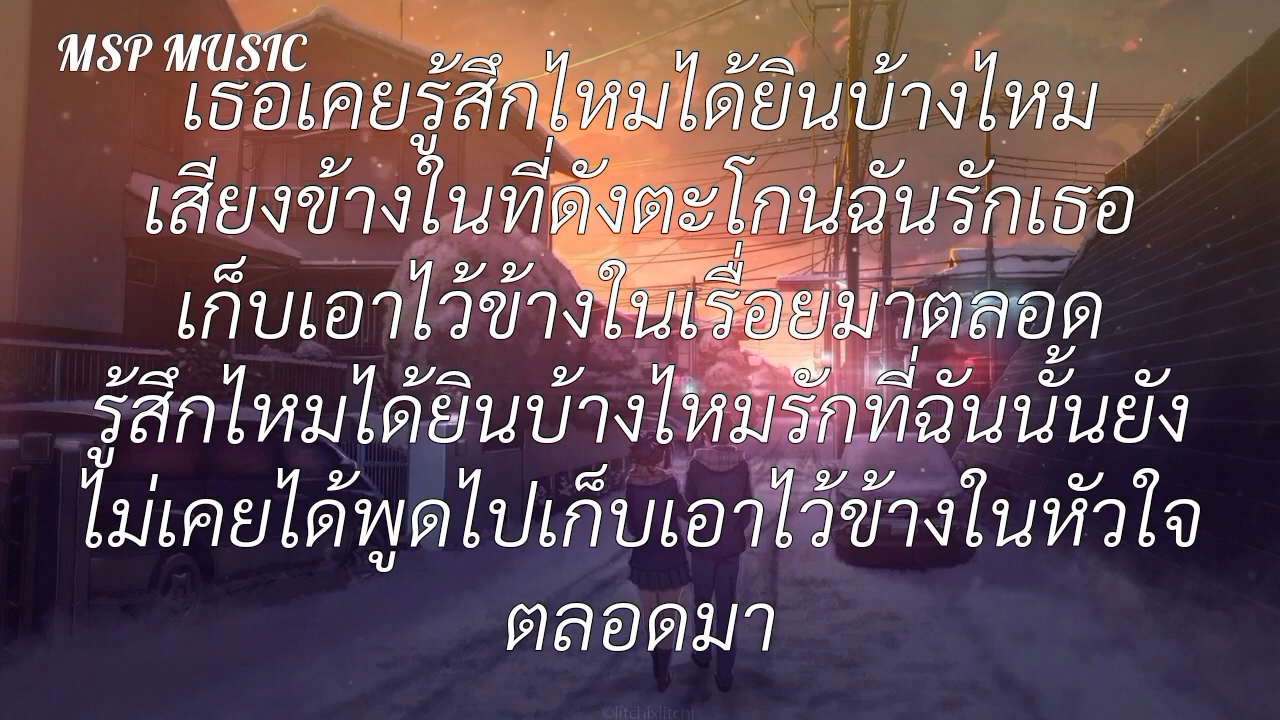 MSP MUSIC
เธอเคยรู้สึกไหมได้ยินบ้างไหม
เสียงข้างในที่ดังตะโกนฉันรักเธอ
เก็บเอาไว้ข้างในเรื่อยมาตลอด
รู้สึกไหมได้ยินบ้างไหมรักที่ฉันนั้นยัง
ไม่เคยได้พูดไปเก็บเอาไว้ข้างในหัวใจ
ตลอดมา
©litchixlitchi